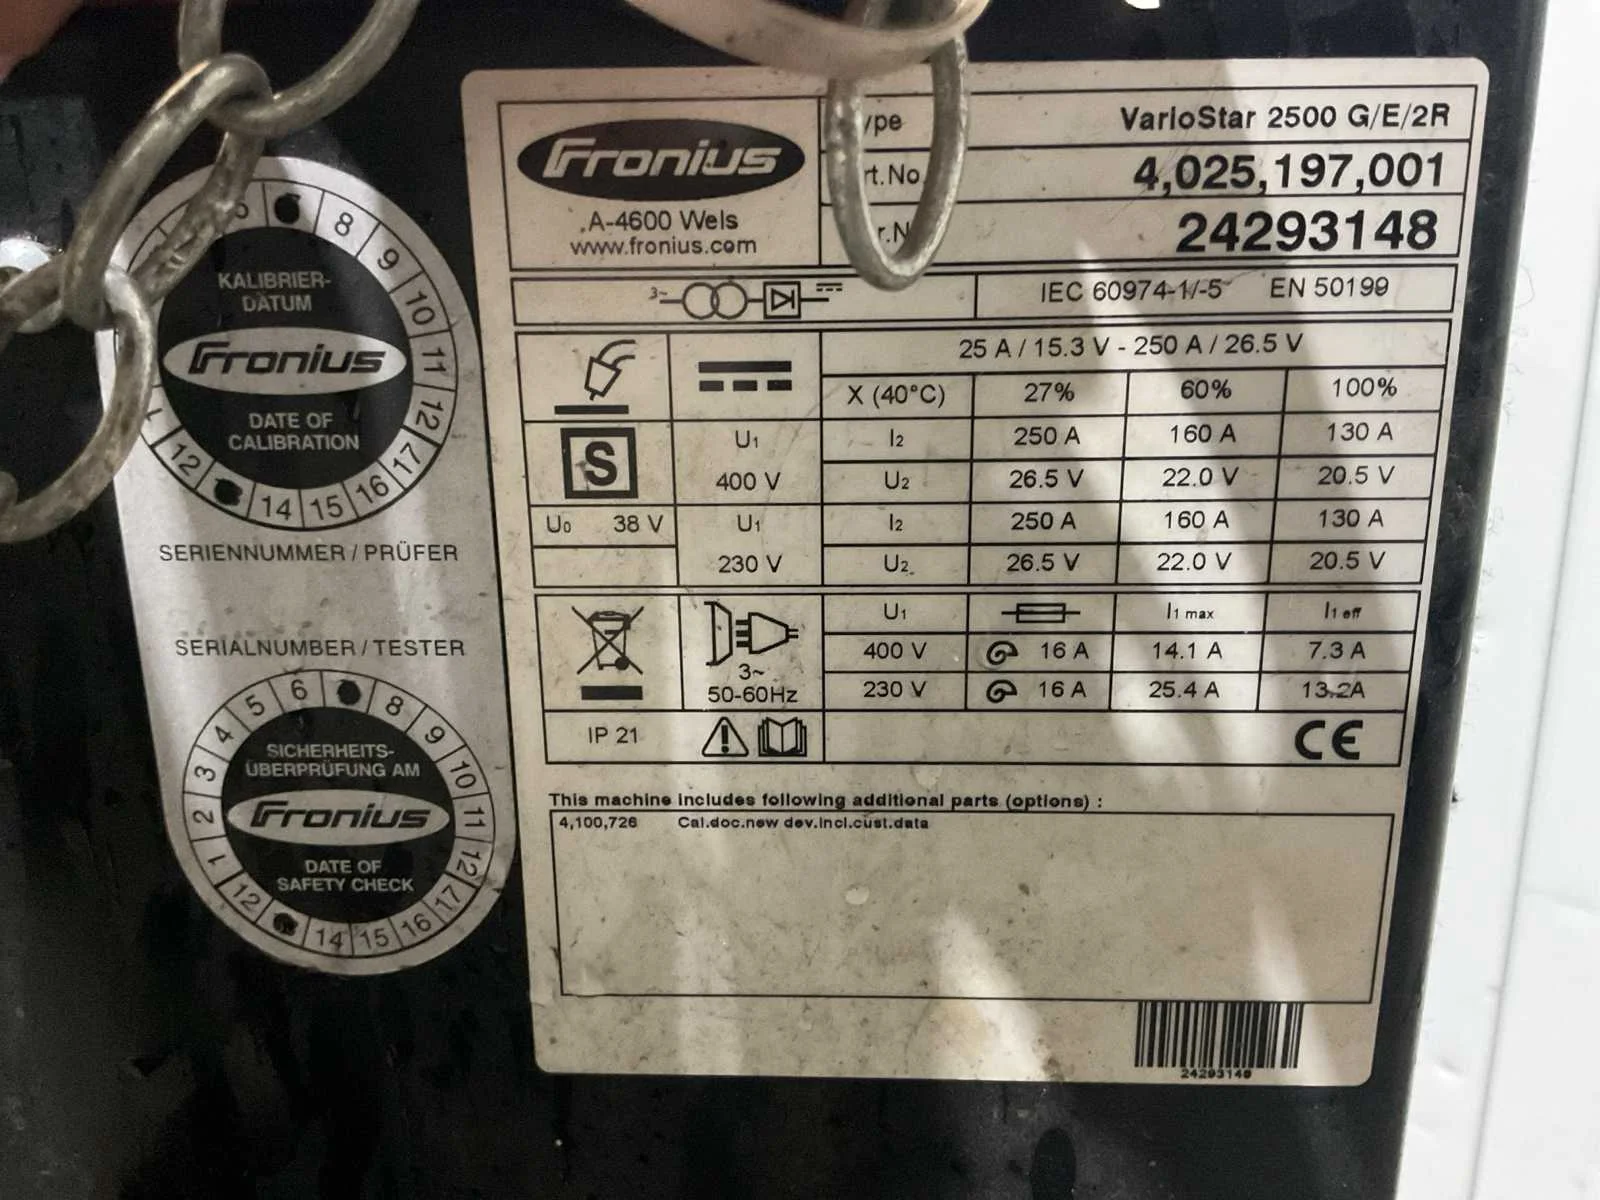 Fronius
A-4600 Wels
www.fronius.com
VarioStar 2500 G/E/2R
4,025,197,001
24293148
3~
IEC 60974-1/-5 EN 50199
25 A / 15.3 V - 250 A / 26.5 V
X (40°C) 27% 60% 100%
S
U1 I2 250 A 160 A 130 A
400 V U2 26.5 V 22.0 V 20.5 V
U0 38 V U1 I2 250 A 160 A 130 A
230 V U2 26.5 V 22.0 V 20.5 V
U1 I1 max I1 eff
3~
50-60Hz
400 V 16 A 14.1 A 7.3 A
230 V 16 A 25.4 A 13.2A
IP 21
CE
This machine includes following additional parts (options) :
4,100,726 Cal.doc.new dev.incl.cust.data
24293148
8 9 10 11 12
KALIBRIER-
DATUM
Fronius
DATE OF
CALIBRATION
12 14 15 16 17
SERIENNUMMER / PRÜFER
SERIALNUMBER / TESTER
1 2 3 4 5 6 8 9 10 11 12
SICHERHEITS-
ÜBERPRÜFUNG AM
Fronius
DATE OF
SAFETY CHECK
12 14 15 16 17